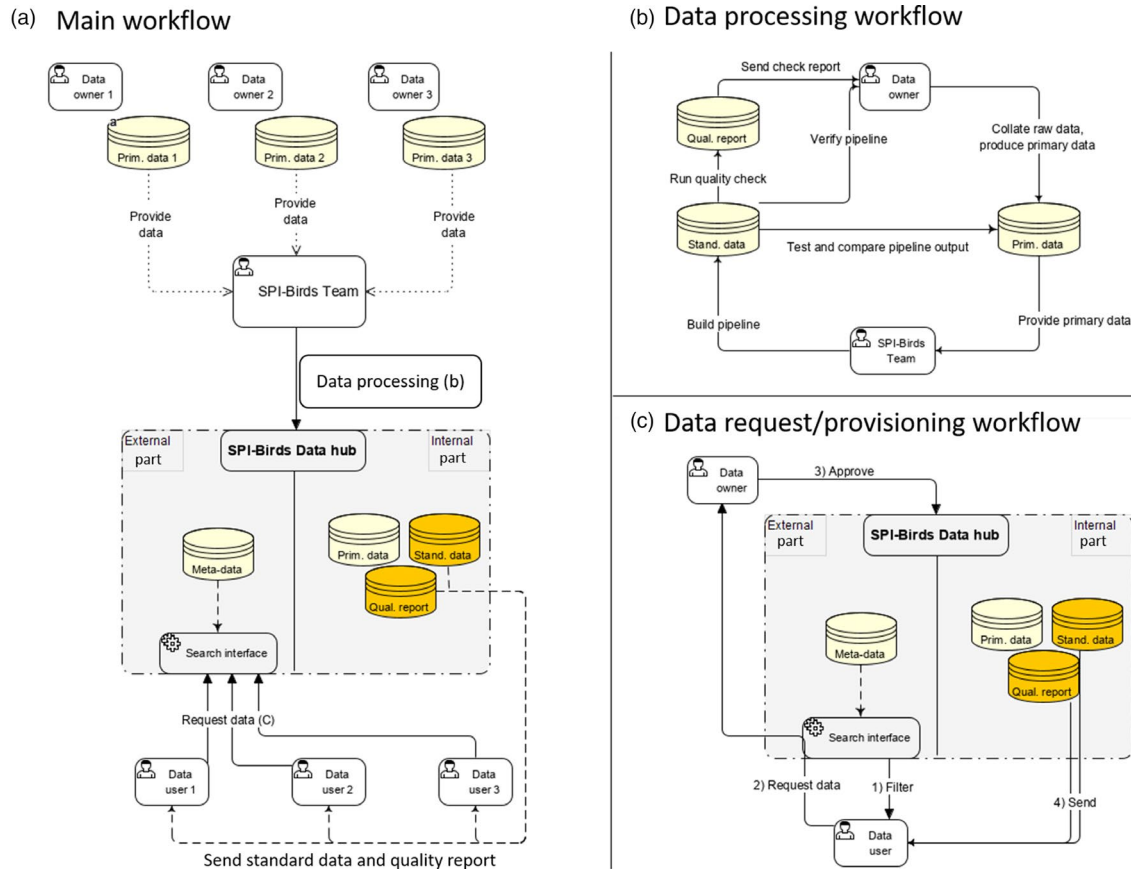 (a) Main workflow
Data
owner 1
Data
owner 2
Data
owner 3
a
Prim. data 1
Prim. data 2
Prim. data 3
Provide
data
Provide
data
Provide
data
SPI-Birds Team
Data processing (b)
External
part
SPI-Birds Data hub
Internal
part
Prim. data
Stand. data
Meta-data
Qual. report
Search interface
Request data (C)
Data
user 1
Data
user 2
Data
user 3
Send standard data and quality report
(b) Data processing workflow
Send check report
Data
owner
Qual. report
Verify pipeline
Collate raw data,
produce primary data
Run quality check
Stand. data
Test and compare pipeline output
Prim. data
Build pipeline
Provide primary data
SPI-Birds
Team
(c) Data request/provisioning workflow
Data
owner
3) Approve
External
part
SPI-Birds Data hub
Internal
part
Prim. data
Stand. data
Meta-data
Qual. report
Search interface
2) Request data
1) Filter
4) Send
Data
user